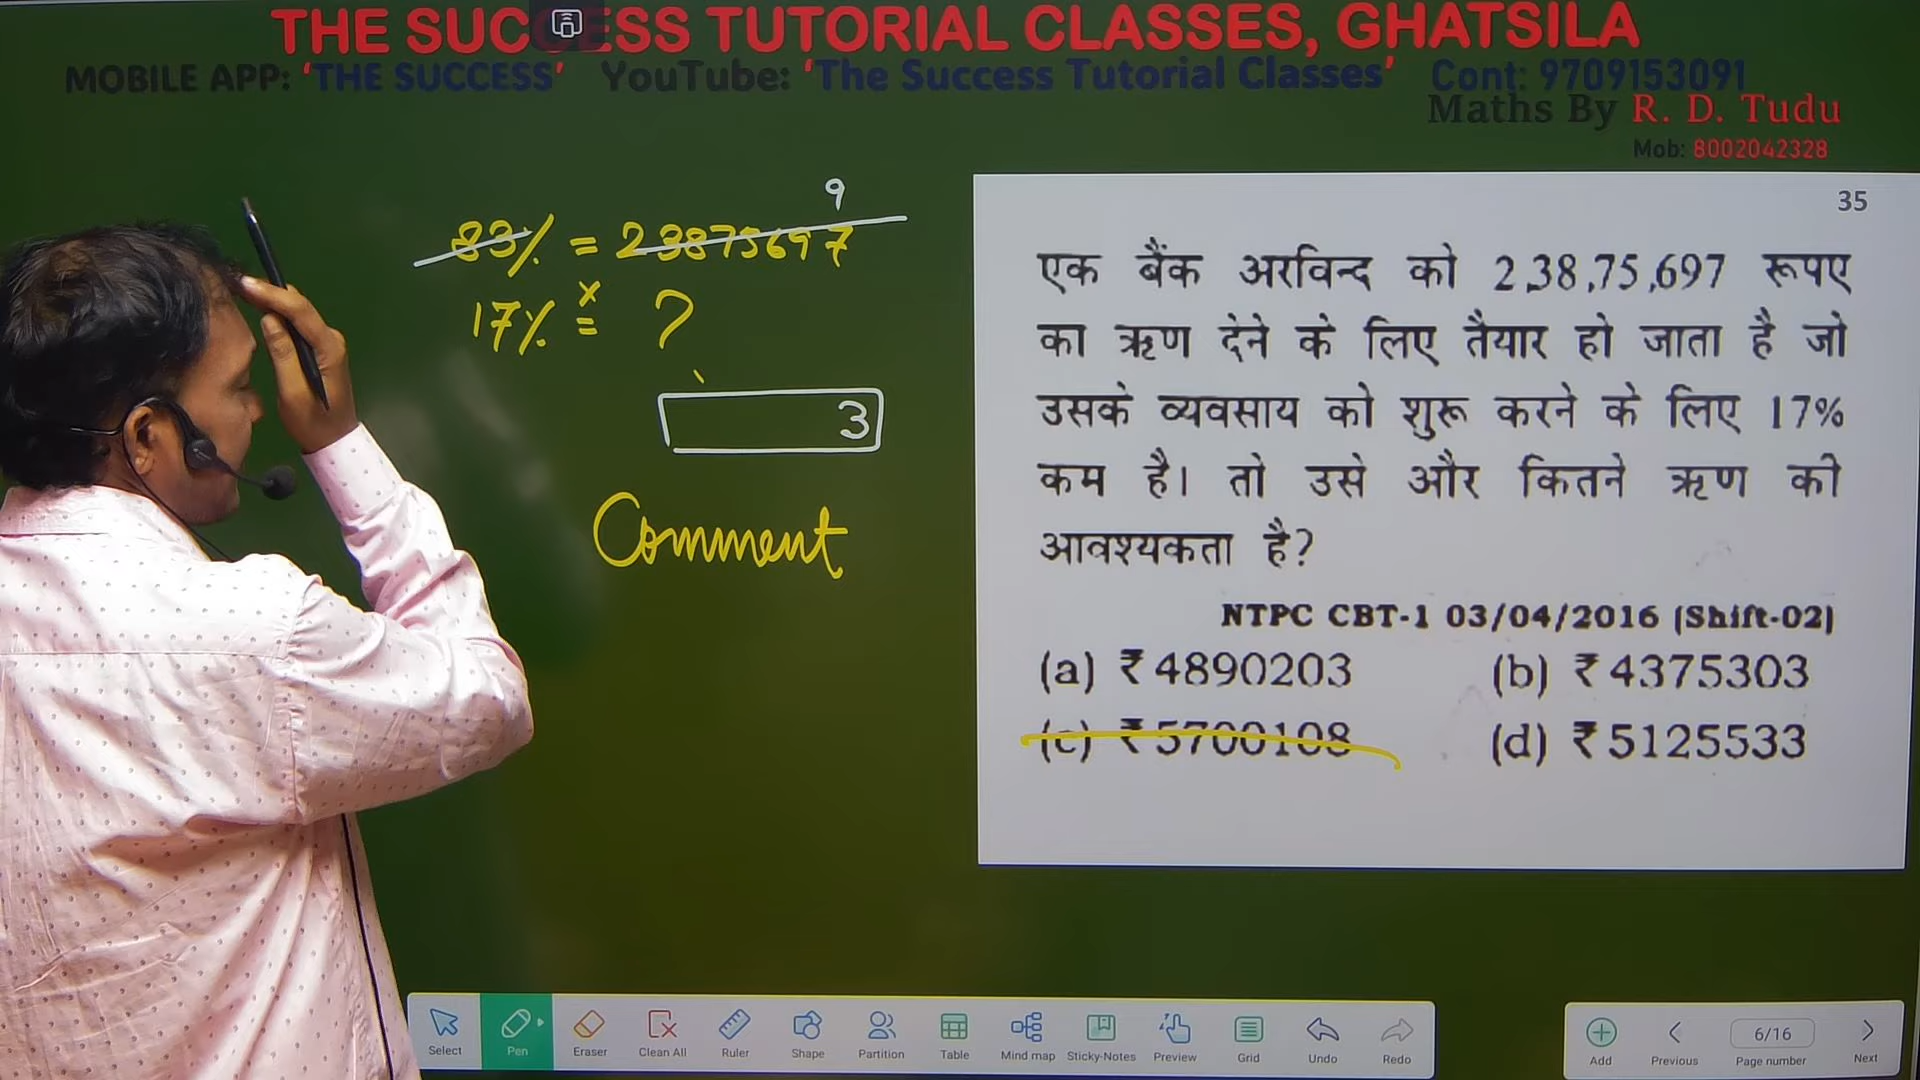 THE SUCCESS TUTORIAL CLASSES, GHATSILA
MOBILE APP: 'THE SUCCESS' YouTube: 'The Success Tutorial Classes' Cont: 9709153091
Maths By R. D. Tudu
Mob: 8002042328
9
83% = 23875697
x
17% = ?
3
Comment
35
एक बैंक अरविन्द को 2,38,75,697 रूपए
का ऋण देने के लिए तैयार हो जाता है जो
उसके व्यवसाय को शुरू करने के लिए 17%
कम है। तो उसे और कितने ऋण की
आवश्यकता है?
NTPC CBT-1 03/04/2016 (Shift-02)
(a) ₹ 4890203 (b) ₹ 4375303
(c) ₹ 5700108 (d) ₹ 5125533
Select Pen Eraser Clean All Ruler Shape Partition Table Mind map Sticky-Notes Preview Grid Undo Redo
6/16
Add Previous Page number Next